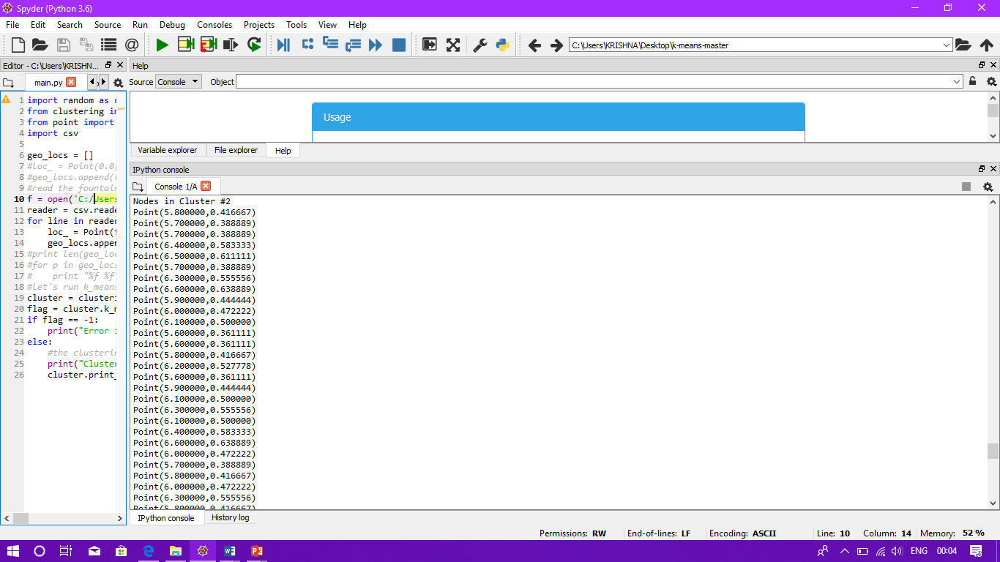 Spyder (Python 3.6)
File Edit Search Source Run Debug Consoles Projects Tools View Help
C:\Users\KRISHNA\Desktop\k-means-master
Editor - C:\Users\KRISHN...
main.py
1 import random as r
2 from clustering in
3 from point import
4 import csv
5
6 geo_locs = []
7 #loc_ = Point(0.0,
8 #geo_locs.append(l
9 #read the fountain
10 f = open('C:/Users
11 reader = csv.reade
12 for line in reader
13 loc_ = Point(f
14 geo_locs.apper
15 #print len(geo_loc
16 #for p in geo_locs
17 # print "%f %f"
18 #let's run k_means
19 cluster = clusteri
20 flag = cluster.k_m
21 if flag == -1:
22 print("Error i
23 else:
24 #the clusterin
25 print("Cluster
26 cluster.print_
Help
Source Console Object
Usage
Variable explorer File explorer Help
IPython console
Console 1/A
Nodes in Cluster #2
Point(5.800000,0.416667)
Point(5.700000,0.388889)
Point(5.700000,0.388889)
Point(6.400000,0.583333)
Point(6.500000,0.611111)
Point(5.700000,0.388889)
Point(6.300000,0.555556)
Point(6.600000,0.638889)
Point(5.900000,0.444444)
Point(6.000000,0.472222)
Point(6.100000,0.500000)
Point(5.600000,0.361111)
Point(5.600000,0.361111)
Point(5.800000,0.416667)
Point(6.200000,0.527778)
Point(5.600000,0.361111)
Point(5.900000,0.444444)
Point(6.100000,0.500000)
Point(6.300000,0.555556)
Point(6.100000,0.500000)
Point(6.400000,0.583333)
Point(6.600000,0.638889)
Point(6.000000,0.472222)
Point(5.700000,0.388889)
Point(5.800000,0.416667)
Point(6.000000,0.472222)
Point(6.300000,0.555556)
Point(5.800000,0.416667)
IPython console History log
Permissions: RW End-of-lines: LF Encoding: ASCII Line: 10 Column: 14 Memory: 52 %
ENG 00:04